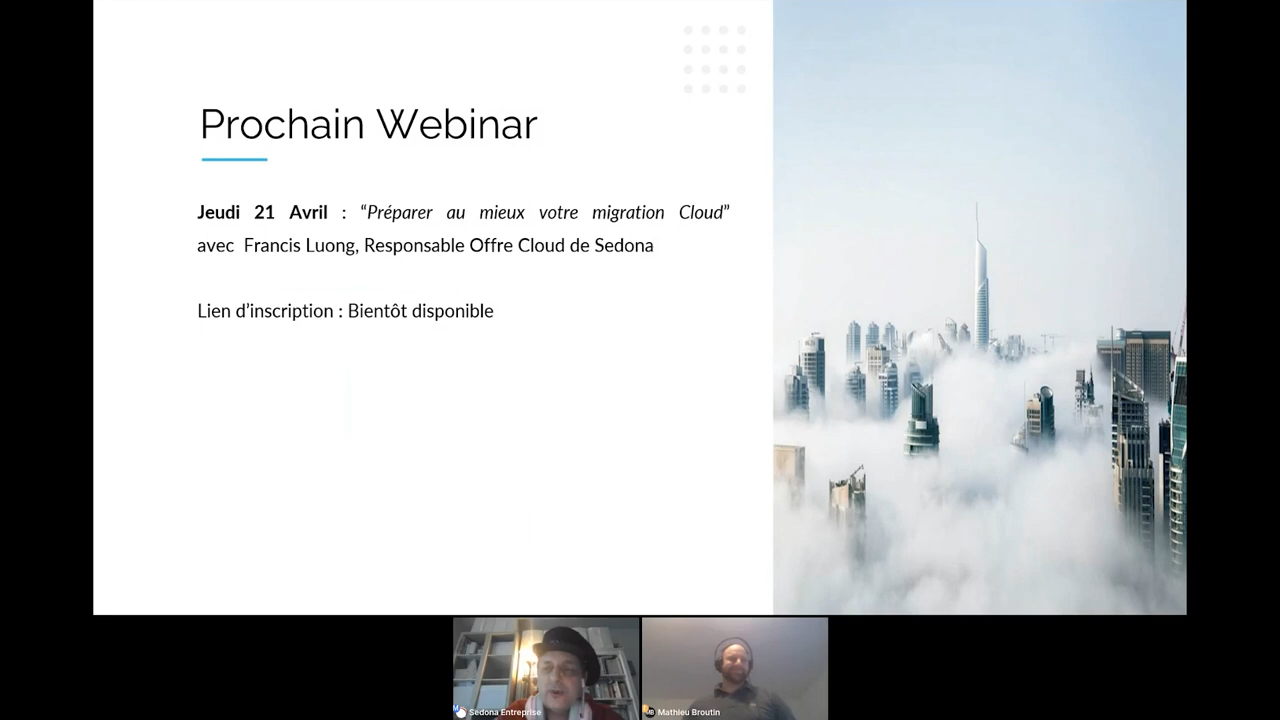 Prochain Webinar
Jeudi 21 Avril : “Préparer au mieux votre migration Cloud”
avec Francis Luong, Responsable Offre Cloud de Sedona
Lien d’inscription : Bientôt disponible
Sedona Entreprise
Mathieu Broutin